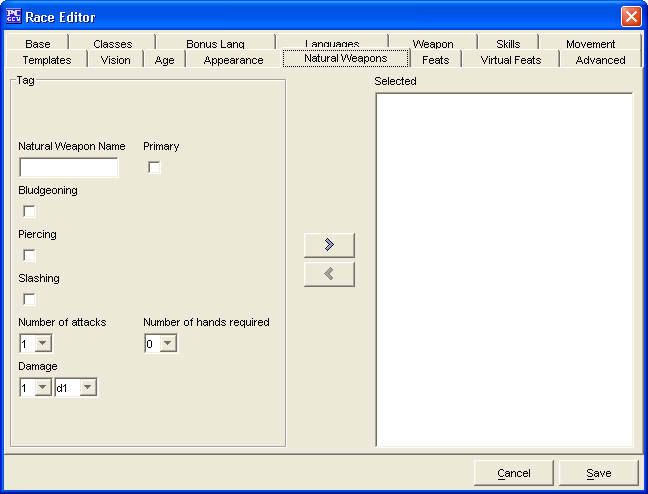 PC GEN Race Editor
Base Classes Bonus Lang Languages Weapon Skills Movement
Templates Vision Age Appearance Natural Weapons Feats Virtual Feats Advanced
Tag
Selected
Natural Weapon Name Primary
Bludgeoning
Piercing
Slashing
Number of attacks Number of hands required
1 0
Damage
1 d1
Cancel Save